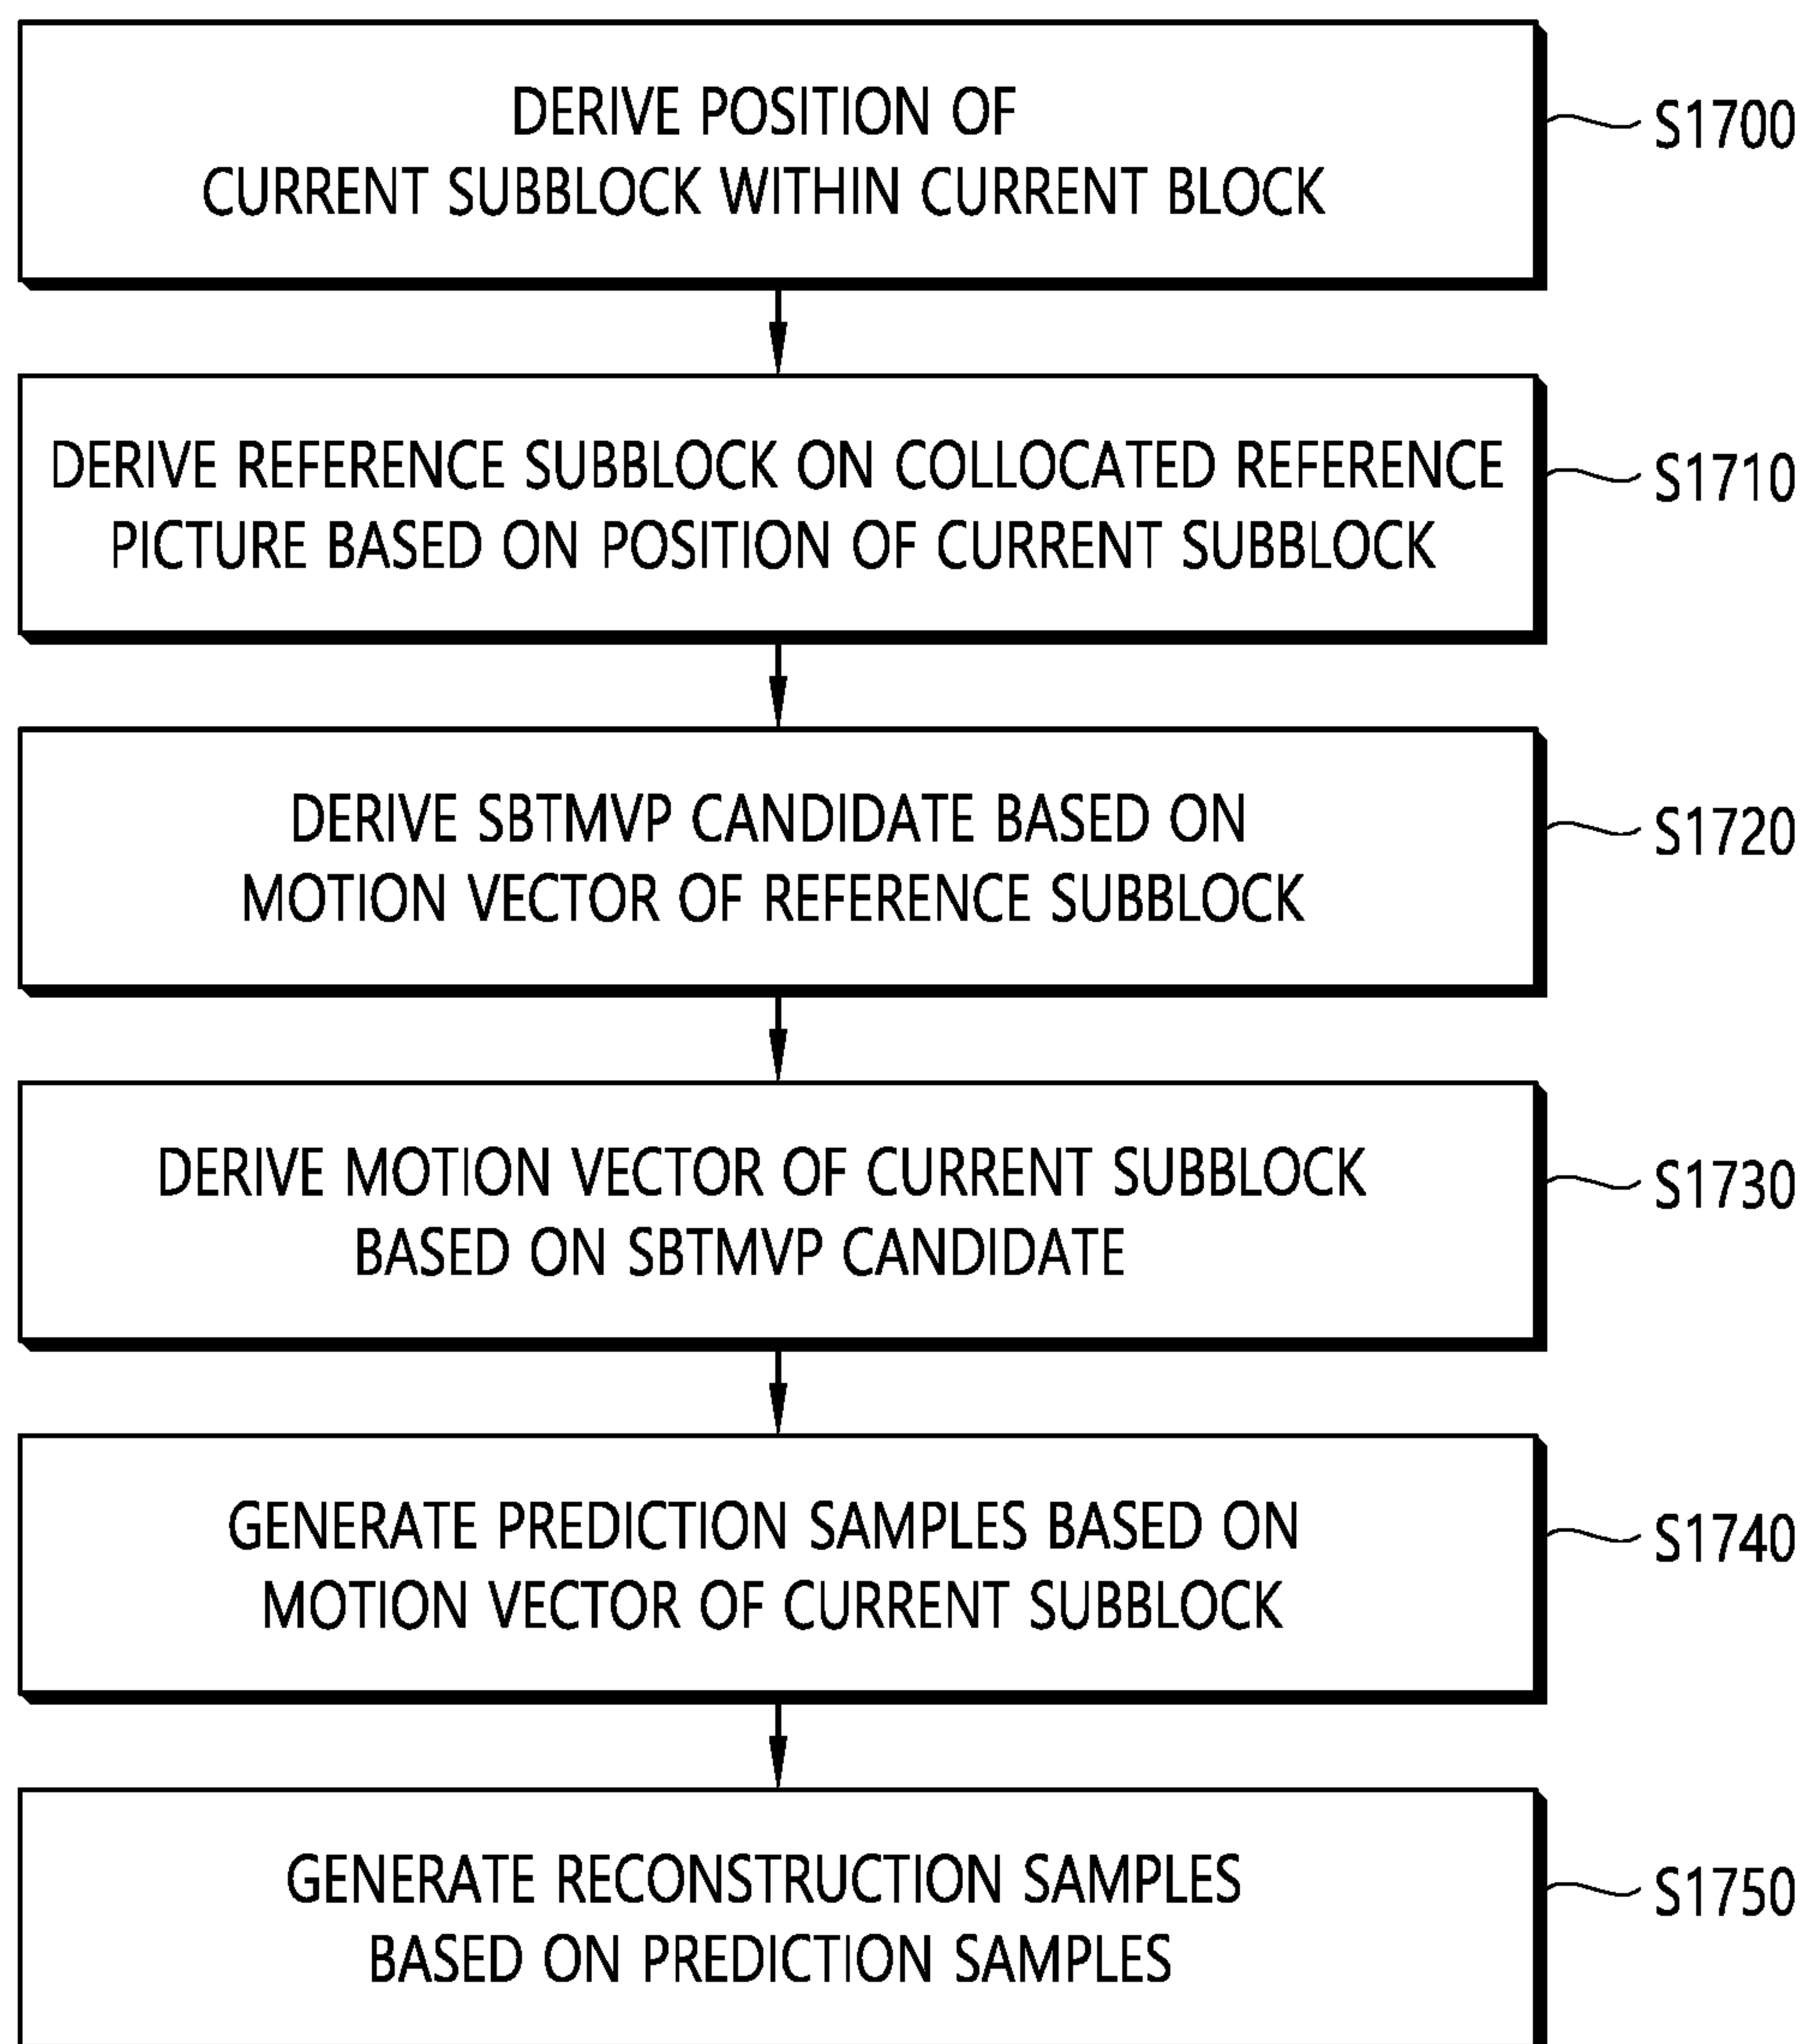 DERIVE POSITION OF
CURRENT SUBBLOCK WITHIN CURRENT BLOCK
S1700
DERIVE REFERENCE SUBBLOCK ON COLLOCATED REFERENCE
PICTURE BASED ON POSITION OF CURRENT SUBBLOCK
S1710
DERIVE SBTMVP CANDIDATE BASED ON
MOTION VECTOR OF REFERENCE SUBBLOCK
S1720
DERIVE MOTION VECTOR OF CURRENT SUBBLOCK
BASED ON SBTMVP CANDIDATE
S1730
GENERATE PREDICTION SAMPLES BASED ON
MOTION VECTOR OF CURRENT SUBBLOCK
S1740
GENERATE RECONSTRUCTION SAMPLES
BASED ON PREDICTION SAMPLES
S1750